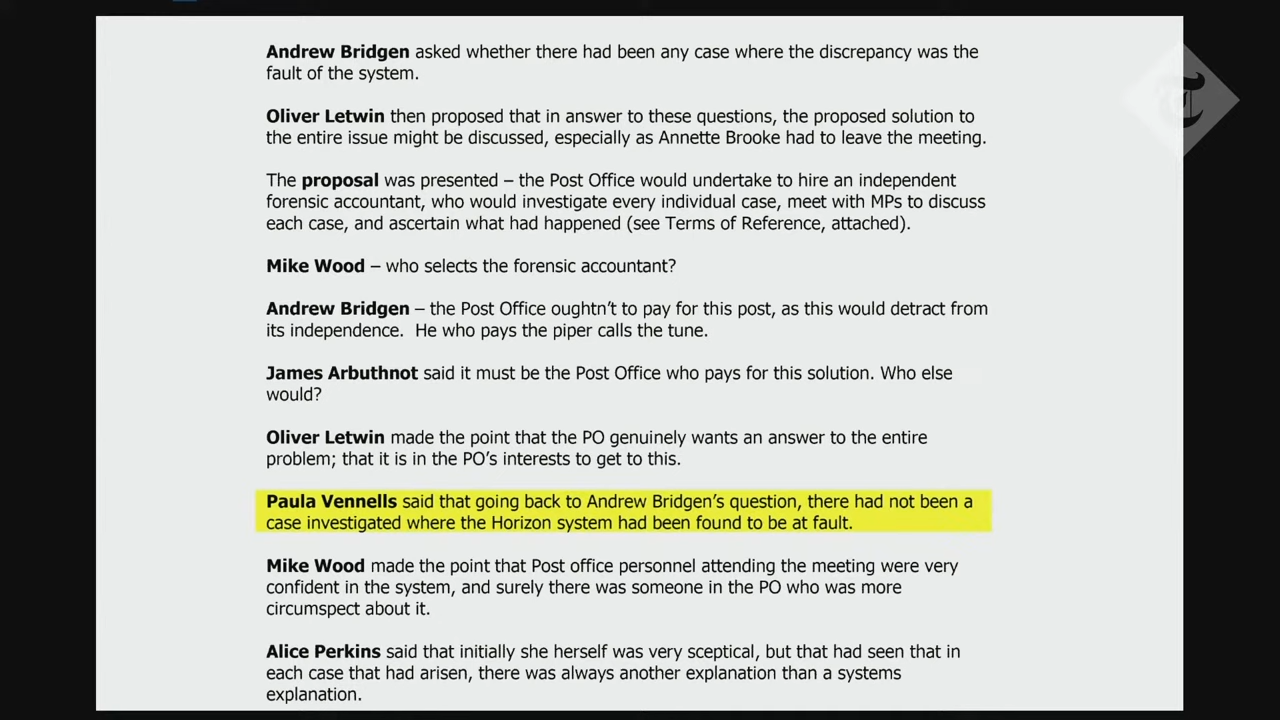 Andrew Bridgen asked whether there had been any case where the discrepancy was the
fault of the system.
Oliver Letwin then proposed that in answer to these questions, the proposed solution to
the entire issue might be discussed, especially as Annette Brooke had to leave the meeting.
The proposal was presented – the Post Office would undertake to hire an independent
forensic accountant, who would investigate every individual case, meet with MPs to discuss
each case, and ascertain what had happened (see Terms of Reference, attached).
Mike Wood – who selects the forensic accountant?
Andrew Bridgen – the Post Office oughtn't to pay for this post, as this would detract from
its independence.  He who pays the piper calls the tune.
James Arbuthnot said it must be the Post Office who pays for this solution. Who else
would?
Oliver Letwin made the point that the PO genuinely wants an answer to the entire
problem; that it is in the PO's interests to get to this.
Paula Vennells said that going back to Andrew Bridgen's question, there had not been a
case investigated where the Horizon system had been found to be at fault.
Mike Wood made the point that Post office personnel attending the meeting were very
confident in the system, and surely there was someone in the PO who was more
circumspect about it.
Alice Perkins said that initially she herself was very sceptical, but that had seen that in
each case that had arisen, there was always another explanation than a systems
explanation.